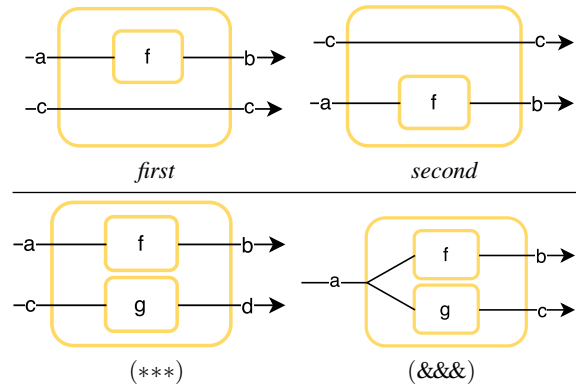 a f b
c c
first
c c
a f b
second
a f b
c g d
(***)
a f b
g c
(&&&)